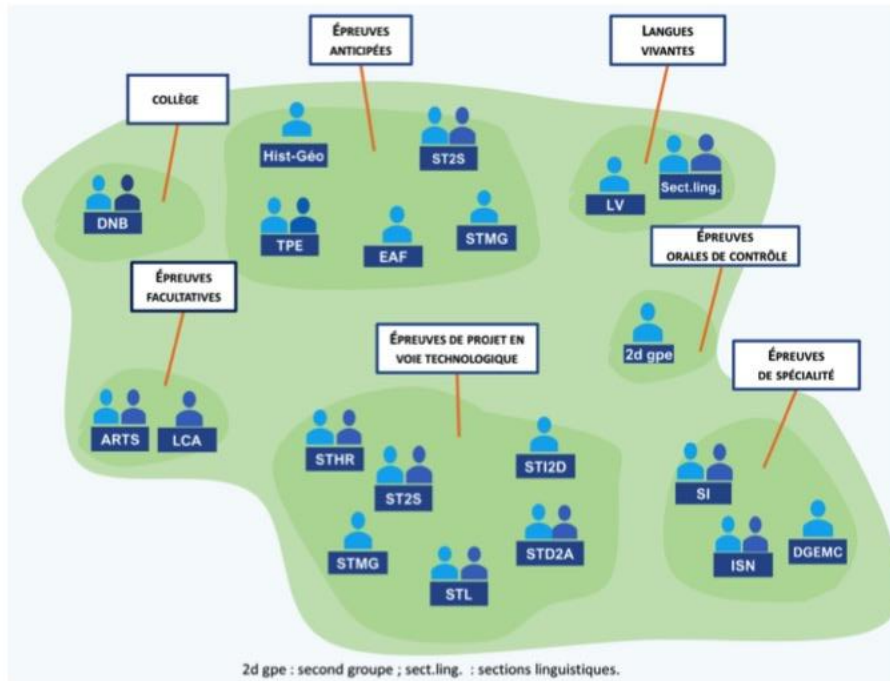 ÉPREUVES
ANTICIPÉES
LANGUES
VIVANTES
COLLÈGE
Hist-Géo
ST2S
Sect.ling.
LV
DNB
TPE
EAF
STMG
ÉPREUVES
ORALES DE CONTRÔLE
ÉPREUVES
FACULTATIVES
ÉPREUVES DE PROJET EN
VOIE TECHNOLOGIQUE
2d gpe
ÉPREUVES
DE SPÉCIALITÉ
ARTS
LCA
STHR
STI2D
ST2S
SI
STMG
STD2A
STL
ISN
DGEMC
2d gpe : second groupe ; sect.ling. : sections linguistiques.